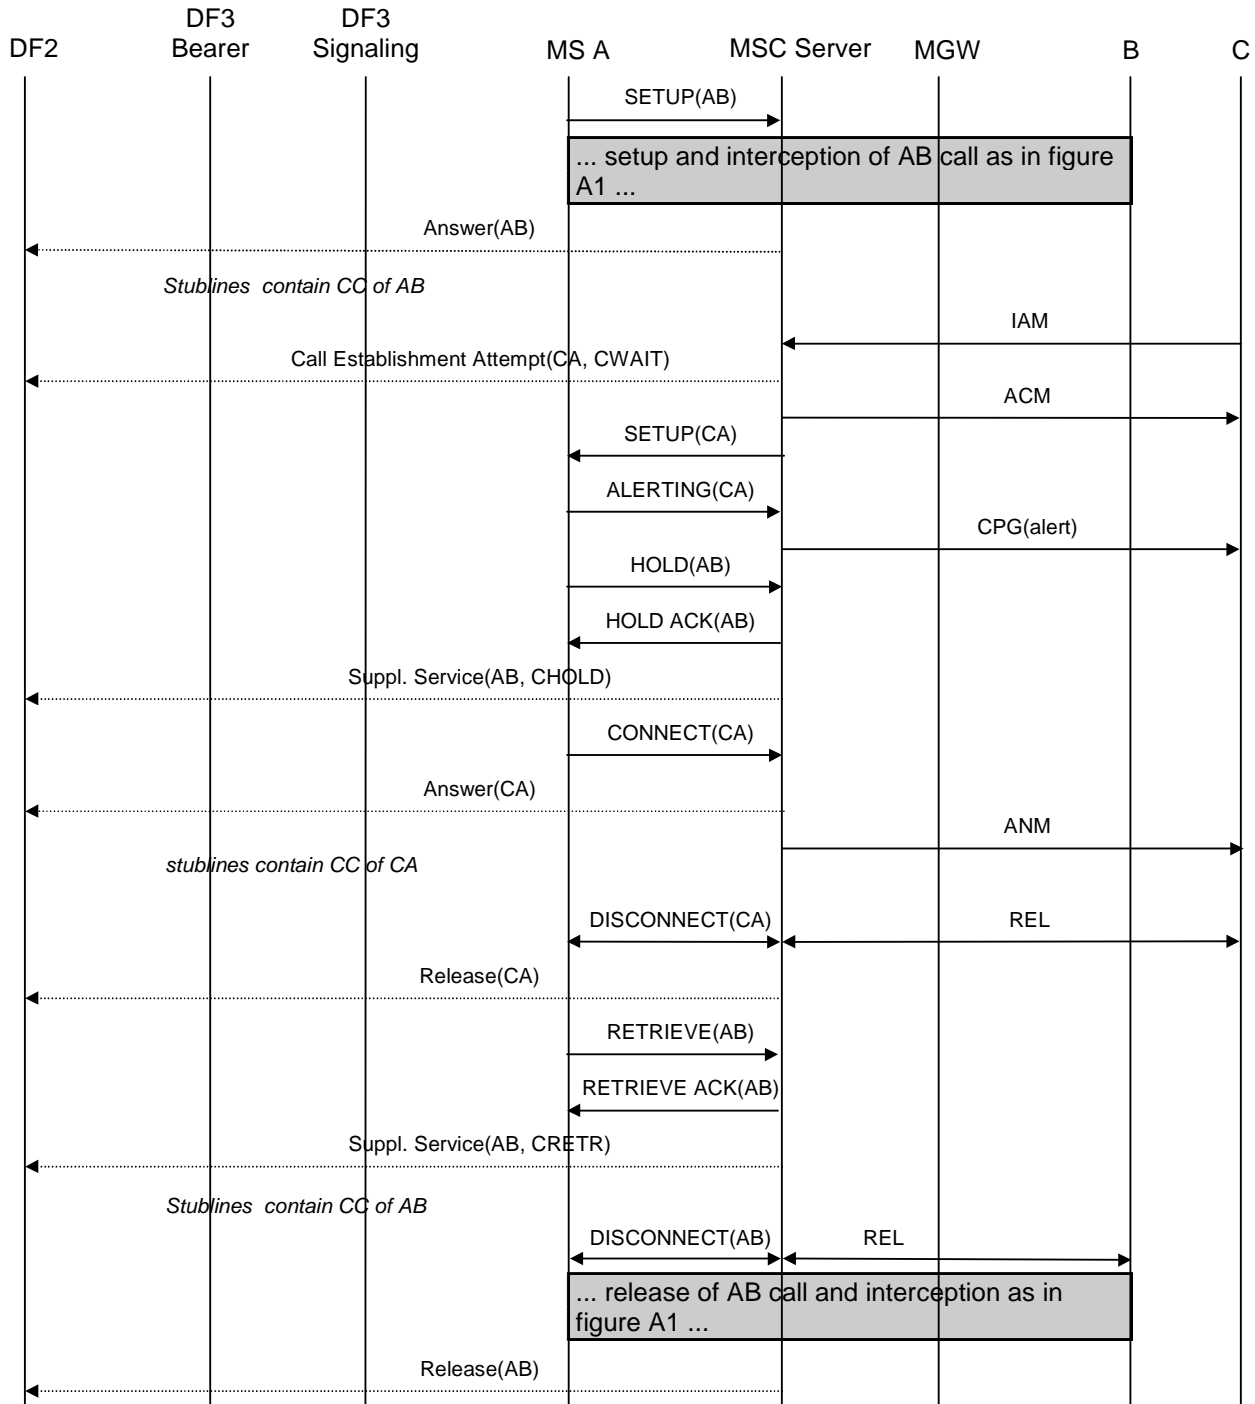 DF3 DF3
DF2 Bearer Signaling MS A MSC Server MGW B C
SETUP(AB)
... setup and interception of AB call as in figure
A1 ...
Answer(AB)
Stublines contain CC of AB
IAM
Call Establishment Attempt(CA, CWAIT)
ACM
SETUP(CA)
ALERTING(CA)
CPG(alert)
HOLD(AB)
HOLD ACK(AB)
Suppl. Service(AB, CHOLD)
CONNECT(CA)
Answer(CA)
ANM
stublines contain CC of CA
DISCONNECT(CA) REL
Release(CA)
RETRIEVE(AB)
RETRIEVE ACK(AB)
Suppl. Service(AB, CRETR)
Stublines contain CC of AB
DISCONNECT(AB) REL
... release of AB call and interception as in
figure A1 ...
Release(AB)